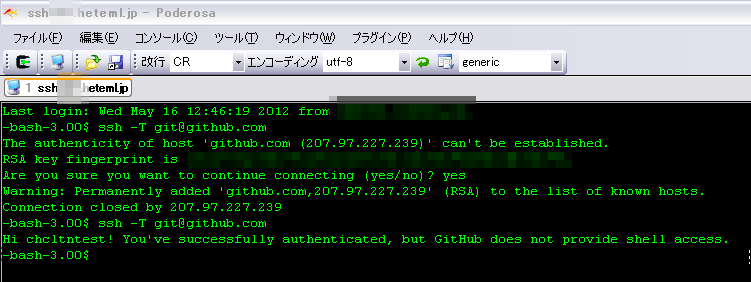 ssh heteml.jp - Poderosa
ファイル(F) 編集(E) コンソール(C) ツール(T) ウィンドウ(W) プラグイン(P) ヘルプ(H)
改行 CR エンコーディング utf-8 generic
1 ssh heteml.jp
Last login: Wed May 16 12:46:19 2012 from
-bash-3.00$ ssh -T git@github.com
The authenticity of host 'github.com (207.97.227.239)' can't be established.
RSA key fingerprint is
Are you sure you want to continue connecting (yes/no)? yes
Warning: Permanently added 'github.com,207.97.227.239' (RSA) to the list of known hosts.
Connection closed by 207.97.227.239
-bash-3.00$ ssh -T git@github.com
Hi chcltntest! You've successfully authenticated, but GitHub does not provide shell access.
-bash-3.00$